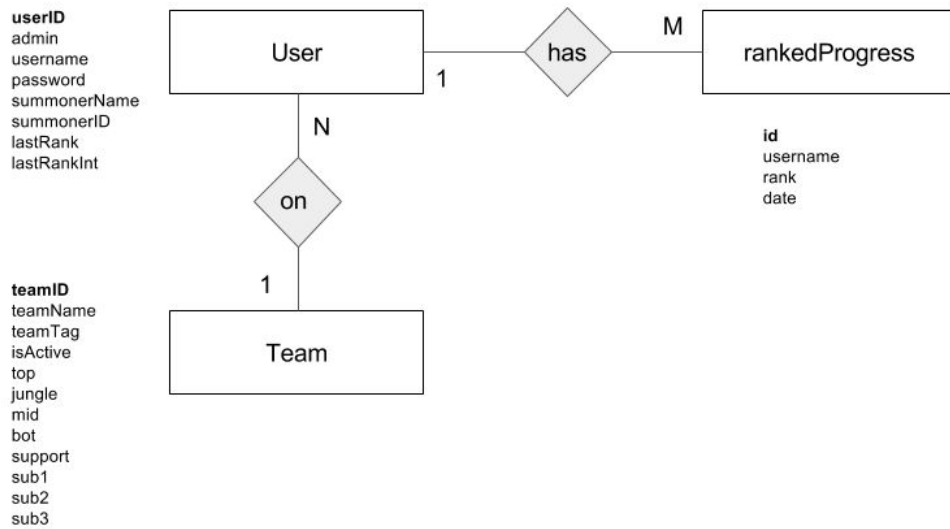 userID
admin
username
password
summonerName
summonerID
lastRank
lastRankInt
User
1
has
M
rankedProgress
id
username
rank
date
N
on
1
teamID
teamName
teamTag
isActive
top
jungle
mid
bot
support
sub1
sub2
sub3
Team